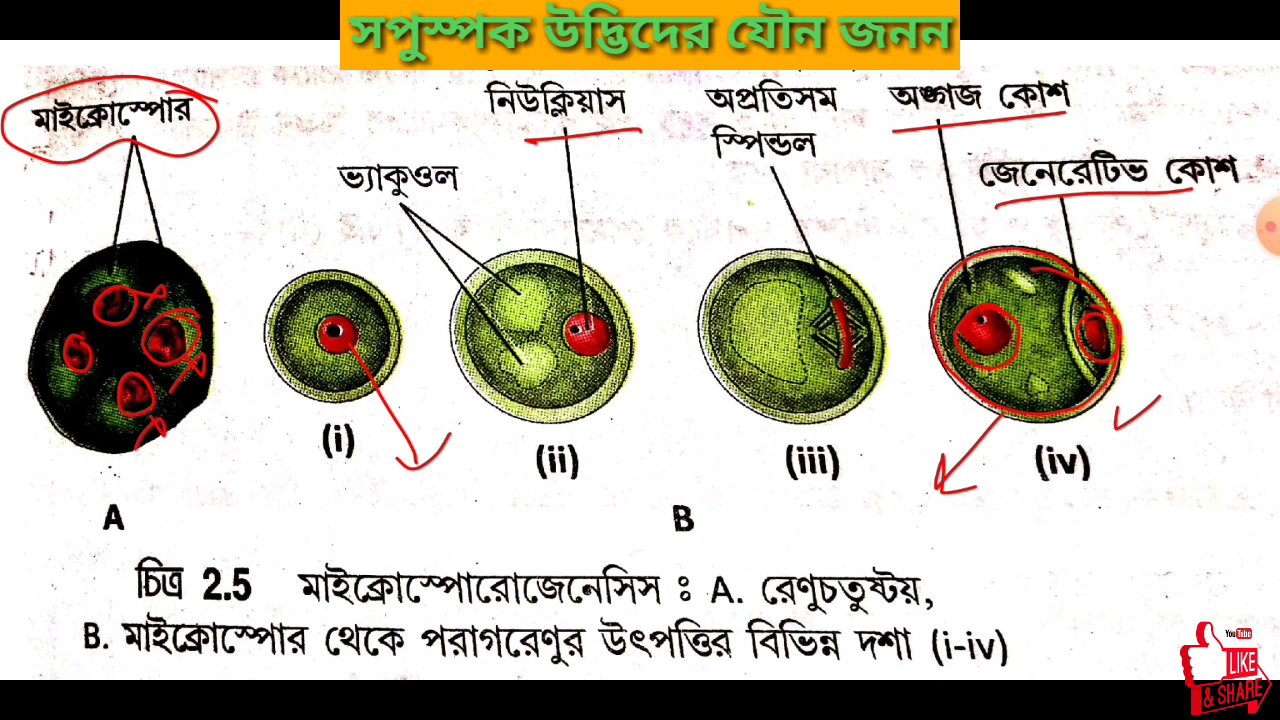 সপুস্পক উদ্ভিদের যৌন জনন
মাইক্রোস্পোর
নিউক্লিয়াস
অপ্রতিসম
স্পিন্ডল
অঙ্গজ কোশ
ভ্যাকুওল
জেনেরেটিভ কোশ
(i)
(ii)
(iii)
(iv)
A
B
চিত্র 2.5 মাইক্রোস্পোরোজেনেসিস ঃ A. রেণুচতুষ্টয়,
B. মাইক্রোস্পোর থেকে পরাগরেণুর উৎপত্তির বিভিন্ন দশা (i-iv)
YouTube
LIKE
& SHARE